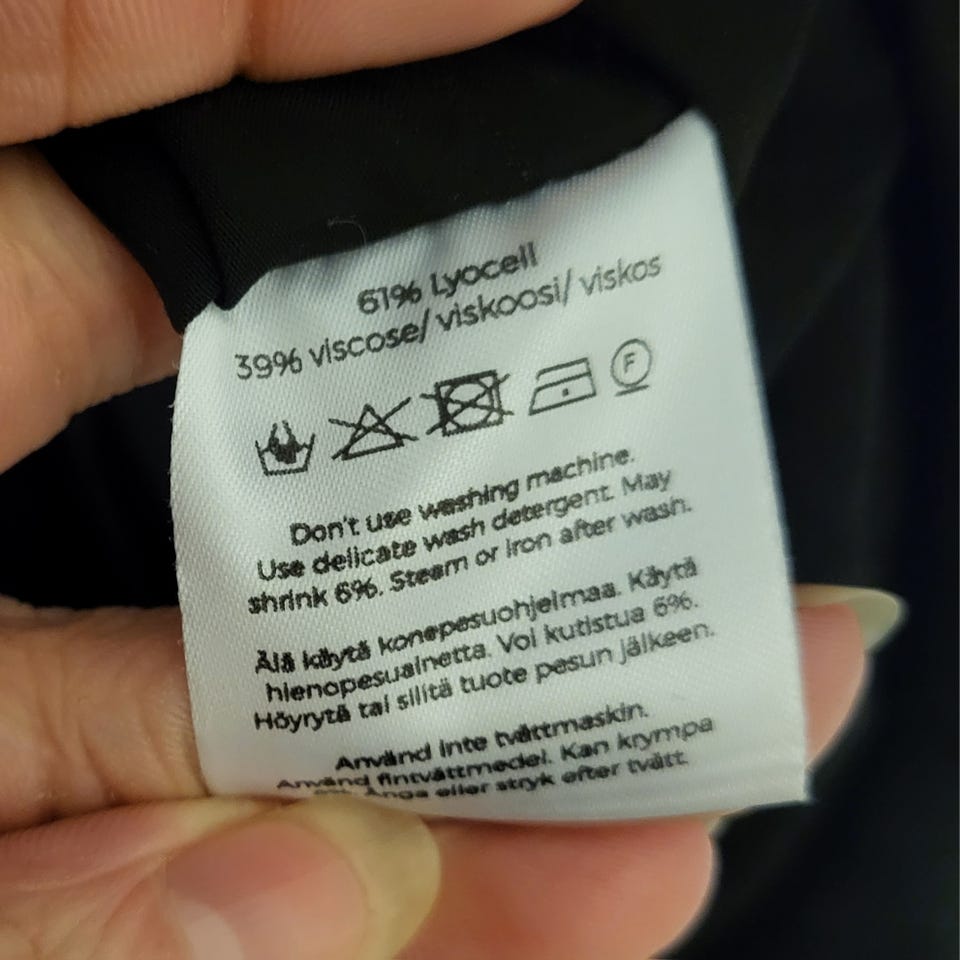 61% Lyocell
39% viscose/ viskoosi/ viskos
F
Don't use washing machine.
Use delicate wash detergent. May
shrink 6%. Steam or iron after wash.
Älä käytä konepesuohjelmaa. Käytä
hienopesuainetta. Voi kutistua 6%.
Höyrytä tai silitä tuote pesun jälkeen.
Använd inte tvättmaskin.
Använd fintvättmedel. Kan krympa
Ånga eller stryk efter tvätt.